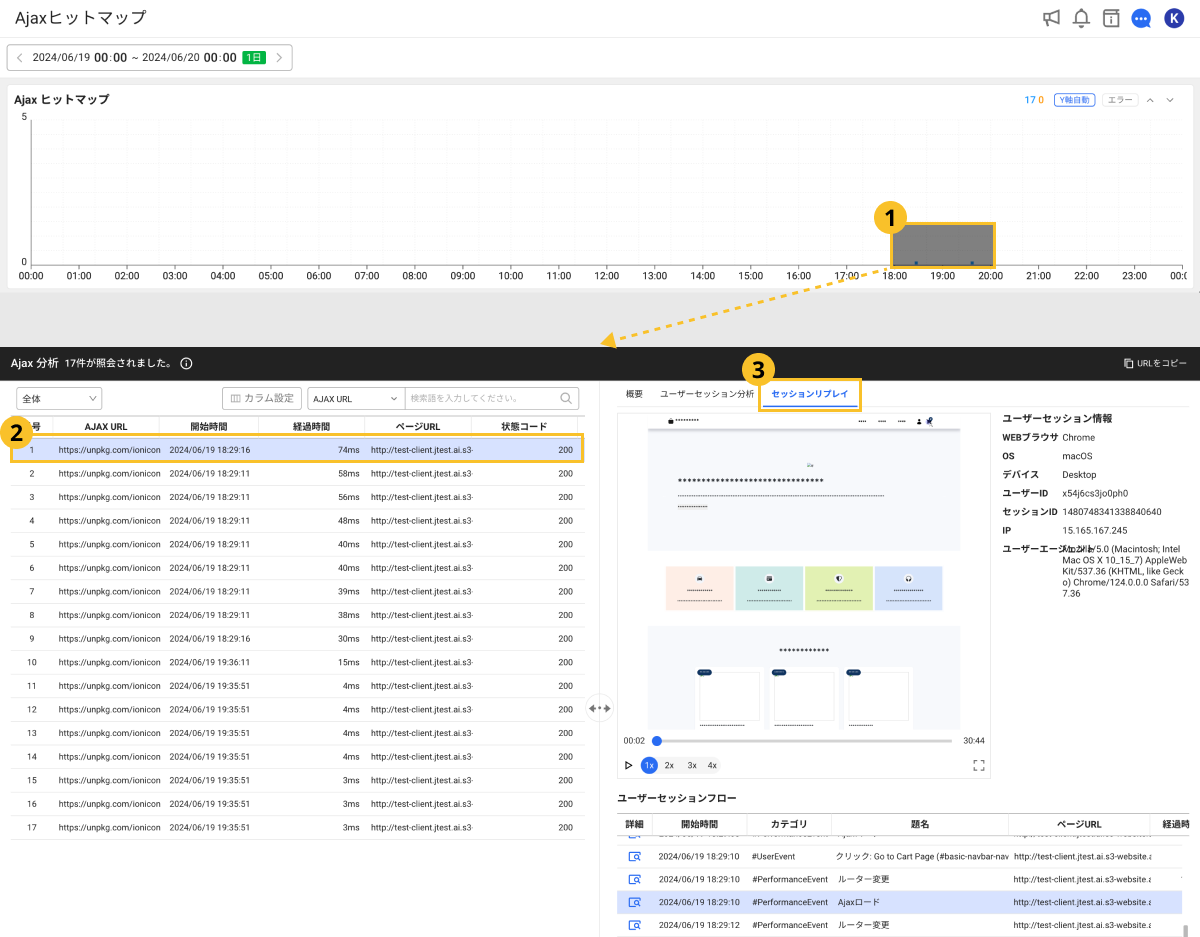 Ajaxヒットマップ
K
2024/06/19 00:00 ~ 2024/06/20 00:00 1日
Ajax ヒットマップ
17 0 Y軸自動 エラー
5
0
1
00:00 01:00 02:00 03:00 04:00 05:00 06:00 07:00 08:00 09:00 10:00 11:00 12:00 13:00 14:00 15:00 16:00 17:00 18:00 19:00 20:00 21:00 22:00 23:00
Ajax 分析 17件が照会されました。
URLをコピー
全体 カラム設定 AJAX URL 検索語を入力してください。
2
号 AJAX URL 開始時間 経過時間 ページURL 状態コード
1 https://unpkg.com/ionicon 2024/06/19 18:29:16 74ms http://test-client.jtest.ai.s3- 200
2 https://unpkg.com/ionicon 2024/06/19 18:29:11 58ms http://test-client.jtest.ai.s3- 200
3 https://unpkg.com/ionicon 2024/06/19 18:29:11 56ms http://test-client.jtest.ai.s3- 200
4 https://unpkg.com/ionicon 2024/06/19 18:29:11 48ms http://test-client.jtest.ai.s3- 200
5 https://unpkg.com/ionicon 2024/06/19 18:29:11 40ms http://test-client.jtest.ai.s3- 200
6 https://unpkg.com/ionicon 2024/06/19 18:29:11 40ms http://test-client.jtest.ai.s3- 200
7 https://unpkg.com/ionicon 2024/06/19 18:29:11 39ms http://test-client.jtest.ai.s3- 200
8 https://unpkg.com/ionicon 2024/06/19 18:29:11 38ms http://test-client.jtest.ai.s3- 200
9 https://unpkg.com/ionicon 2024/06/19 18:29:16 30ms http://test-client.jtest.ai.s3- 200
10 https://unpkg.com/ionicon 2024/06/19 19:36:11 15ms http://test-client.jtest.ai.s3- 200
11 https://unpkg.com/ionicon 2024/06/19 19:35:51 4ms http://test-client.jtest.ai.s3- 200
12 https://unpkg.com/ionicon 2024/06/19 19:35:51 4ms http://test-client.jtest.ai.s3- 200
13 https://unpkg.com/ionicon 2024/06/19 19:35:51 4ms http://test-client.jtest.ai.s3- 200
14 https://unpkg.com/ionicon 2024/06/19 19:35:51 4ms http://test-client.jtest.ai.s3- 200
15 https://unpkg.com/ionicon 2024/06/19 19:35:51 3ms http://test-client.jtest.ai.s3- 200
16 https://unpkg.com/ionicon 2024/06/19 19:35:51 3ms http://test-client.jtest.ai.s3- 200
17 https://unpkg.com/ionicon 2024/06/19 19:35:51 3ms http://test-client.jtest.ai.s3- 200
3
概要 ユーザーセッション分析 セッションリプレイ
00:02 30:44
1x 2x 3x 4x
ユーザーセッション情報
WEBブラウザ Chrome
OS macOS
デバイス Desktop
ユーザーID x54j6cs3jo0ph0
セッションID 1480748341338840640
IP 15.165.167.245
ユーザーエージェント Mozilla/5.0 (Macintosh; Intel
Mac OS X 10_15_7) AppleWeb
Kit/537.36 (KHTML, like Geck
o) Chrome/124.0.0.0 Safari/53
7.36
ユーザーセッションフロー
詳細 開始時間 カテゴリ 題名 ページURL 経過時
2024/06/19 18:29:10 #UserEvent クリック: Go to Cart Page (#basic-navbar-nav http://test-client.jtest.ai.s3-website.a
2024/06/19 18:29:10 #PerformanceEvent ルーター変更 http://test-client.jtest.ai.s3-website.a
2024/06/19 18:29:10 #PerformanceEvent Ajaxロード http://test-client.jtest.ai.s3-website.a
2024/06/19 18:29:12 #PerformanceEvent ルーター変更 http://test-client.jtest.ai.s3-website.a